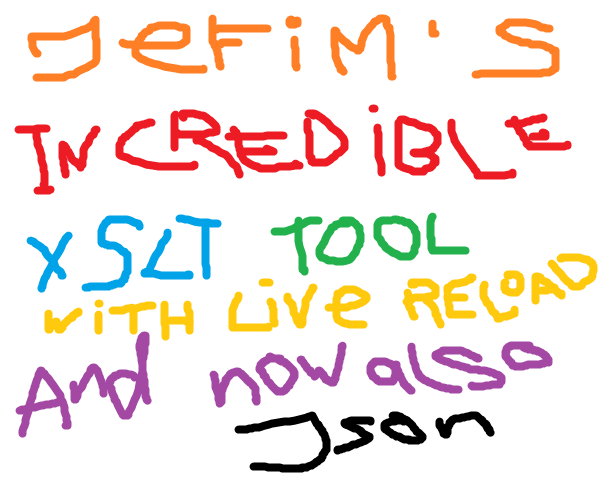 Jefim's
INCREDIBLE
XSLT TOOL
WITH LIVE RELOAD
And now also
Json